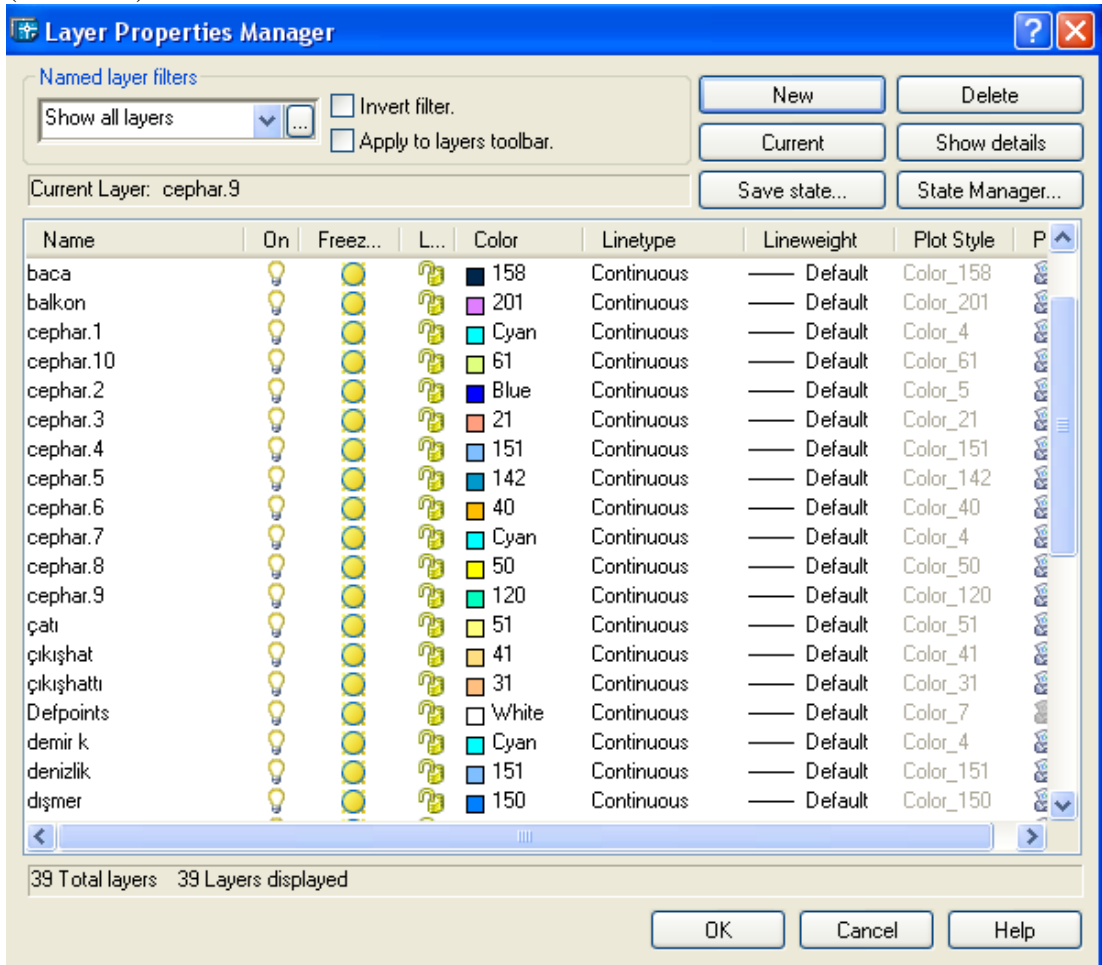 Layer Properties Manager
Named layer filters
Show all layers
...
Invert filter.
Apply to layers toolbar.
New
Delete
Current
Show details
Current Layer: cephar.9
Save state...
State Manager...
Name On Freez... L... Color Linetype Lineweight Plot Style P
baca 158 Continuous Default Color_158
balkon 201 Continuous Default Color_201
cephar.1 Cyan Continuous Default Color_4
cephar.10 61 Continuous Default Color_61
cephar.2 Blue Continuous Default Color_5
cephar.3 21 Continuous Default Color_21
cephar.4 151 Continuous Default Color_151
cephar.5 142 Continuous Default Color_142
cephar.6 40 Continuous Default Color_40
cephar.7 Cyan Continuous Default Color_4
cephar.8 50 Continuous Default Color_50
cephar.9 120 Continuous Default Color_120
çatı 51 Continuous Default Color_51
çıkışhat 41 Continuous Default Color_41
çıkışhattı 31 Continuous Default Color_31
Defpoints White Continuous Default Color_7
demir k Cyan Continuous Default Color_4
denizlik 151 Continuous Default Color_151
dışmer 150 Continuous Default Color_150
39 Total layers 39 Layers displayed
OK
Cancel
Help